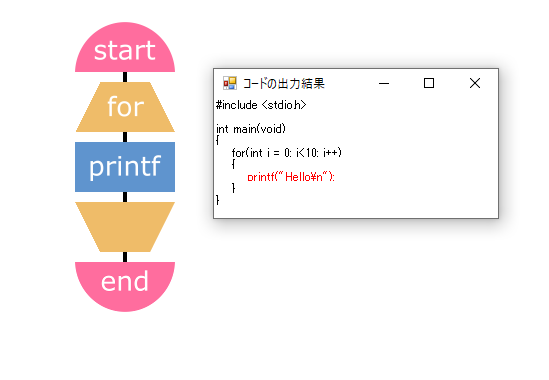 start
for
printf
end
コードの出力結果
#include <stdio.h>
int main(void)
{
for(int i = 0; i<10; i++)
{
printf("Hello¥n");
}
}